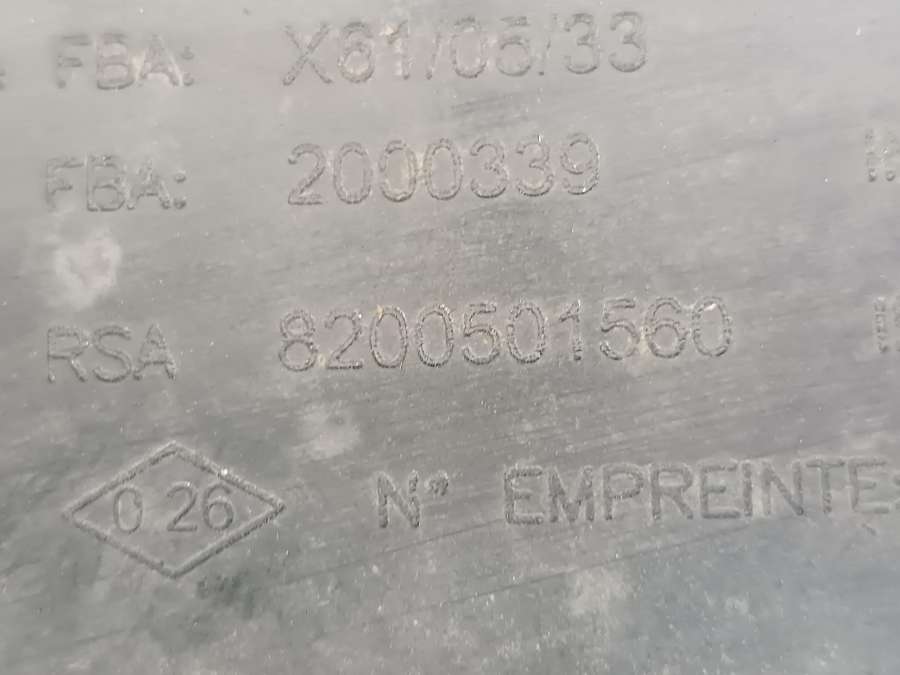 FBA: X61/05/33
FBA: 2000339
RSA 8200501560
0 26 N° EMPREINTE: